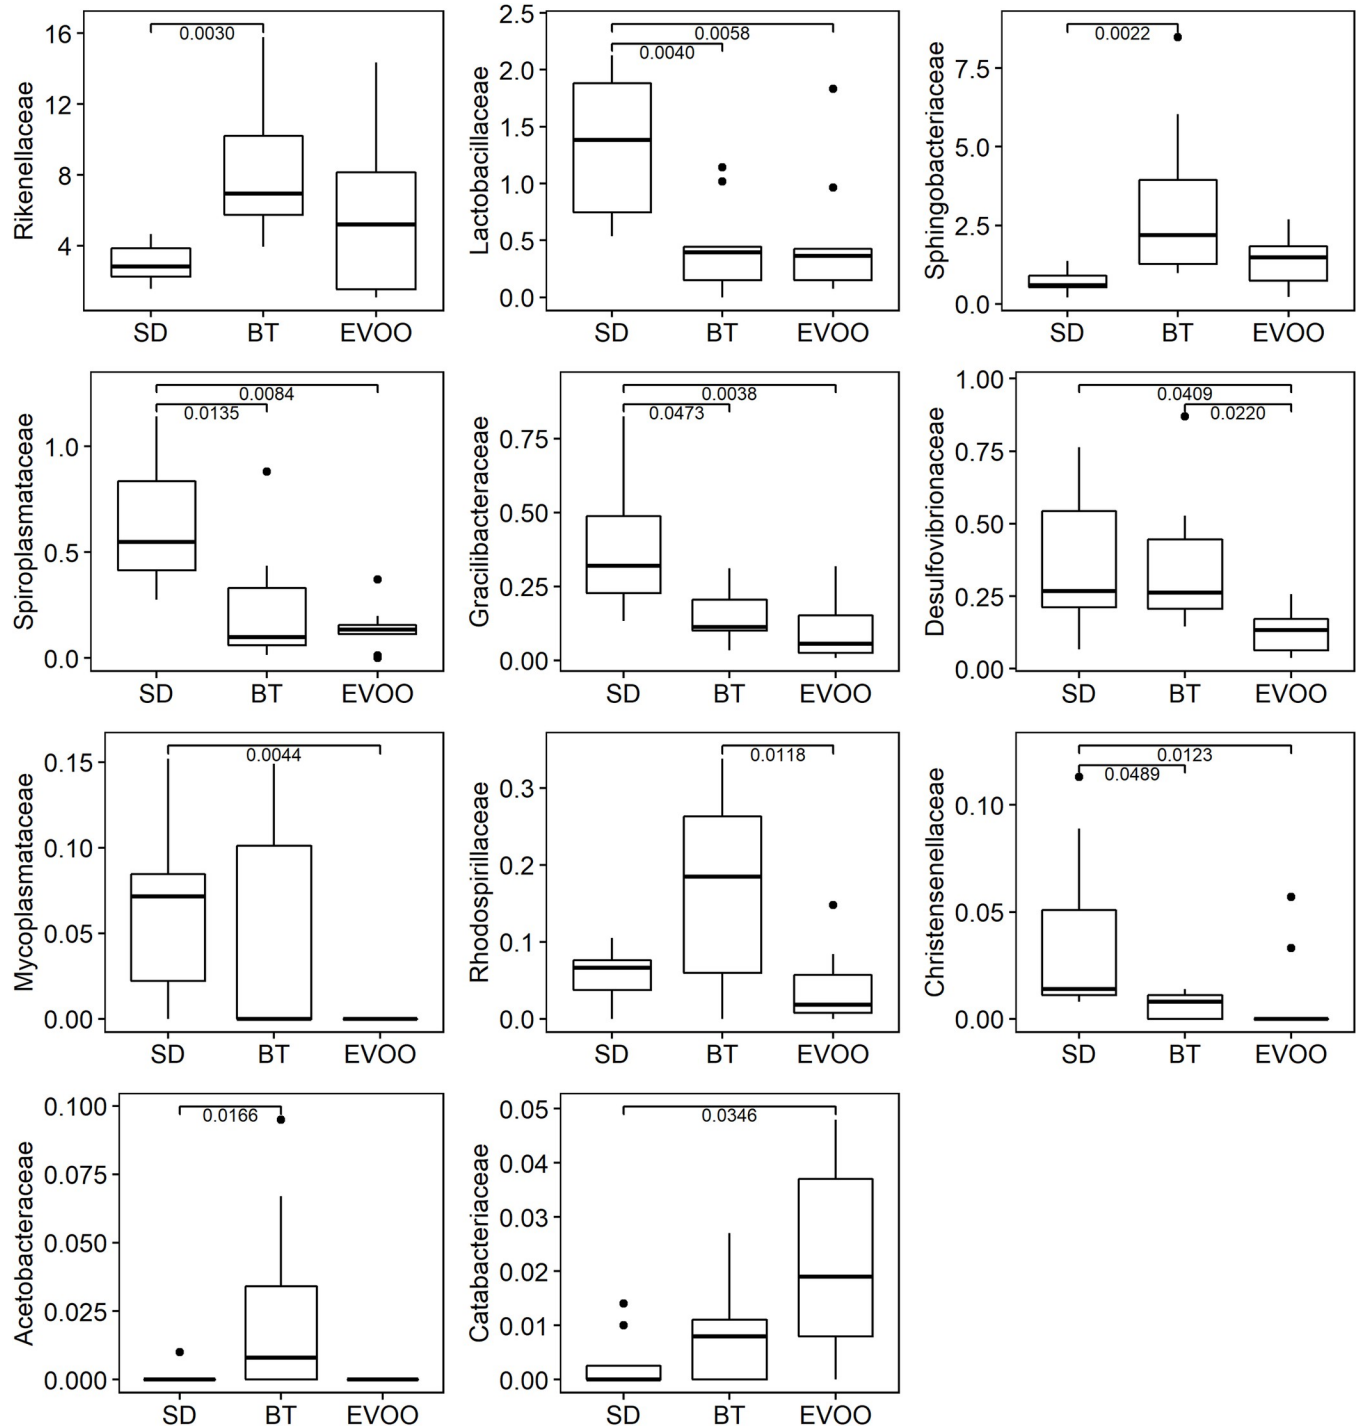 Rikenellaceae
16
12
8
4
0.0030
SD BT EVOO
Lactobacillaceae
2.5
2.0
1.5
1.0
0.5
0.0
0.0058
0.0040
SD BT EVOO
Sphingobacteriaceae
7.5
5.0
2.5
0.0
0.0022
SD BT EVOO
Spiroplasmataceae
1.0
0.5
0.0
0.0084
0.0135
SD BT EVOO
Gracilibacteraceae
0.75
0.50
0.25
0.00
0.0038
0.0473
SD BT EVOO
Desulfovibrionaceae
1.00
0.75
0.50
0.25
0.00
0.0409
0.0220
SD BT EVOO
Mycoplasmataceae
0.15
0.10
0.05
0.00
0.0044
SD BT EVOO
Rhodospirillaceae
0.3
0.2
0.1
0.0
0.0118
SD BT EVOO
Christensenellaceae
0.10
0.05
0.00
0.0123
0.0489
SD BT EVOO
Acetobacteraceae
0.100
0.075
0.050
0.025
0.000
0.0166
SD BT EVOO
Catabacteriaceae
0.05
0.04
0.03
0.02
0.01
0.00
0.0346
SD BT EVOO